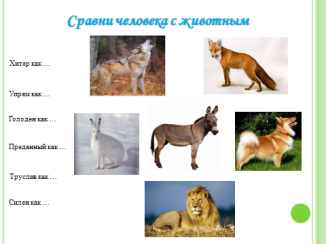 Сравни человека с животным
Хитер как …
Упрям как …
Голоден как …
Преданный как …
Труслив как …
Силен как …